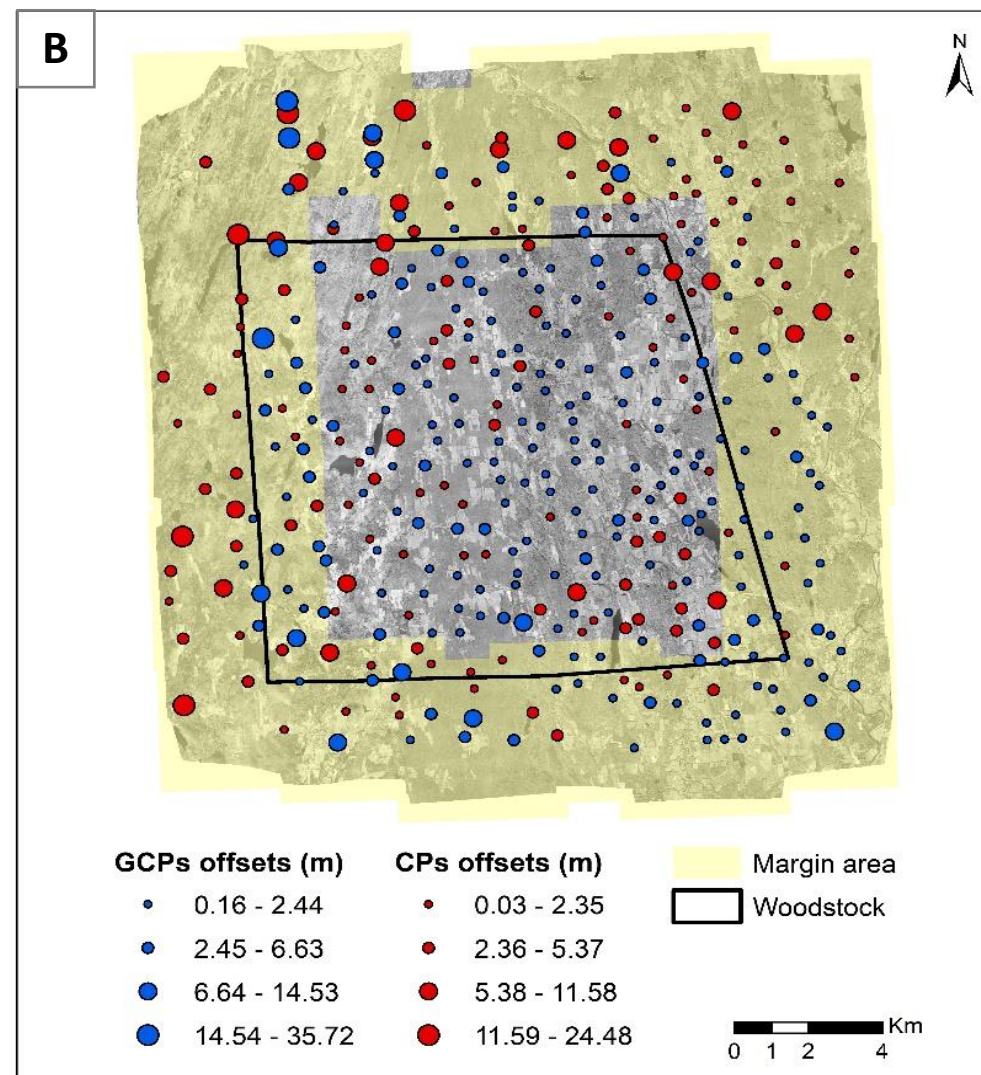 B
N
GCPs offsets (m)
0.16 - 2.44
2.45 - 6.63
6.64 - 14.53
14.54 - 35.72
CPs offsets (m)
0.03 - 2.35
2.36 - 5.37
5.38 - 11.58
11.59 - 24.48
Margin area
Woodstock
Km
0 1 2 4